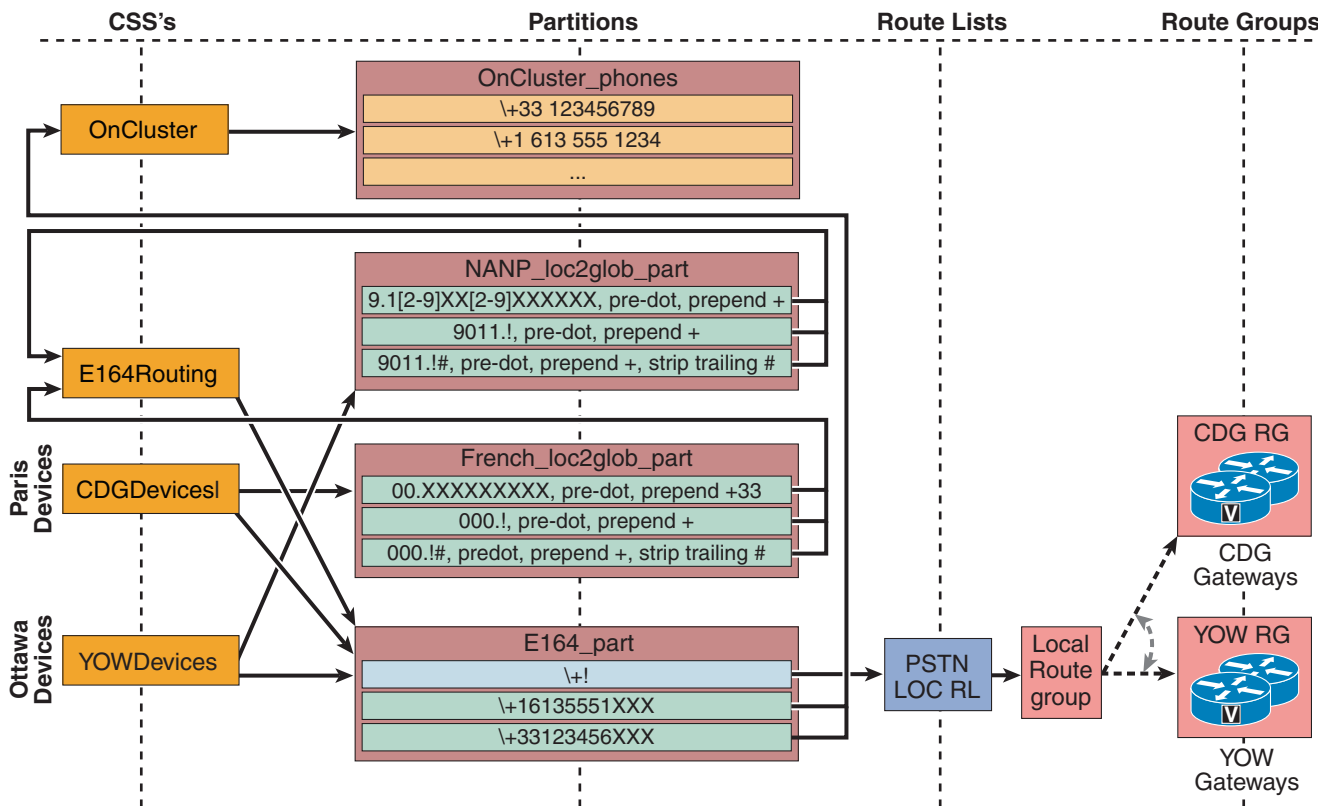 CSS's
Partitions
Route Lists
Route Groups
OnCluster
OnCluster_phones
\+33 123456789
\+1 613 555 1234
...
NANP_loc2glob_part
9.1[2-9]XX[2-9]XXXXXX, pre-dot, prepend +
9011.!, pre-dot, prepend +
9011.!#, pre-dot, prepend +, strip trailing #
E164Routing
Paris
Devices
CDGDevicesl
French_loc2glob_part
00.XXXXXXXXX, pre-dot, prepend +33
000.!, pre-dot, prepend +
000.!#, predot, prepend +, strip trailing #
CDG RG
V
CDG
Gateways
Ottawa
Devices
YOWDevices
E164_part
\+!
\+16135551XXX
\+33123456XXX
PSTN
LOC RL
Local
Route
group
YOW RG
V
YOW
Gateways